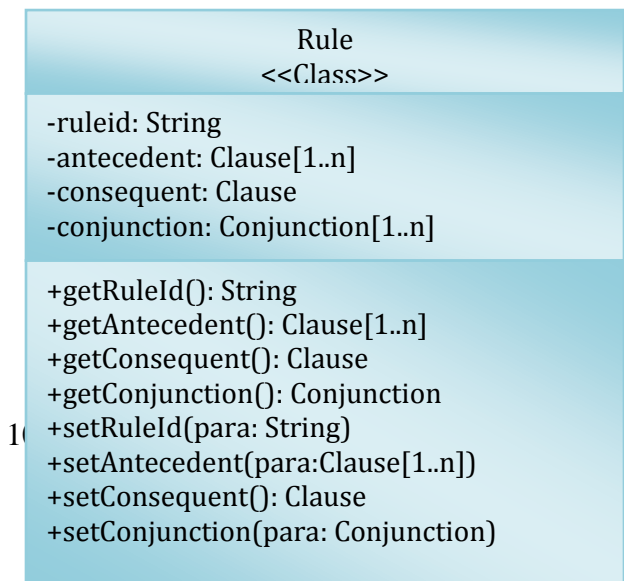 Rule
<<Class>>
-ruleid: String
-antecedent: Clause[1..n]
-consequent: Clause
-conjunction: Conjunction[1..n]
+getRuleId(): String
+getAntecedent(): Clause[1..n]
+getConsequent(): Clause
+getConjunction(): Conjunction
+setRuleId(para: String)
+setAntecedent(para:Clause[1..n])
+setConsequent(): Clause
+setConjunction(para: Conjunction)